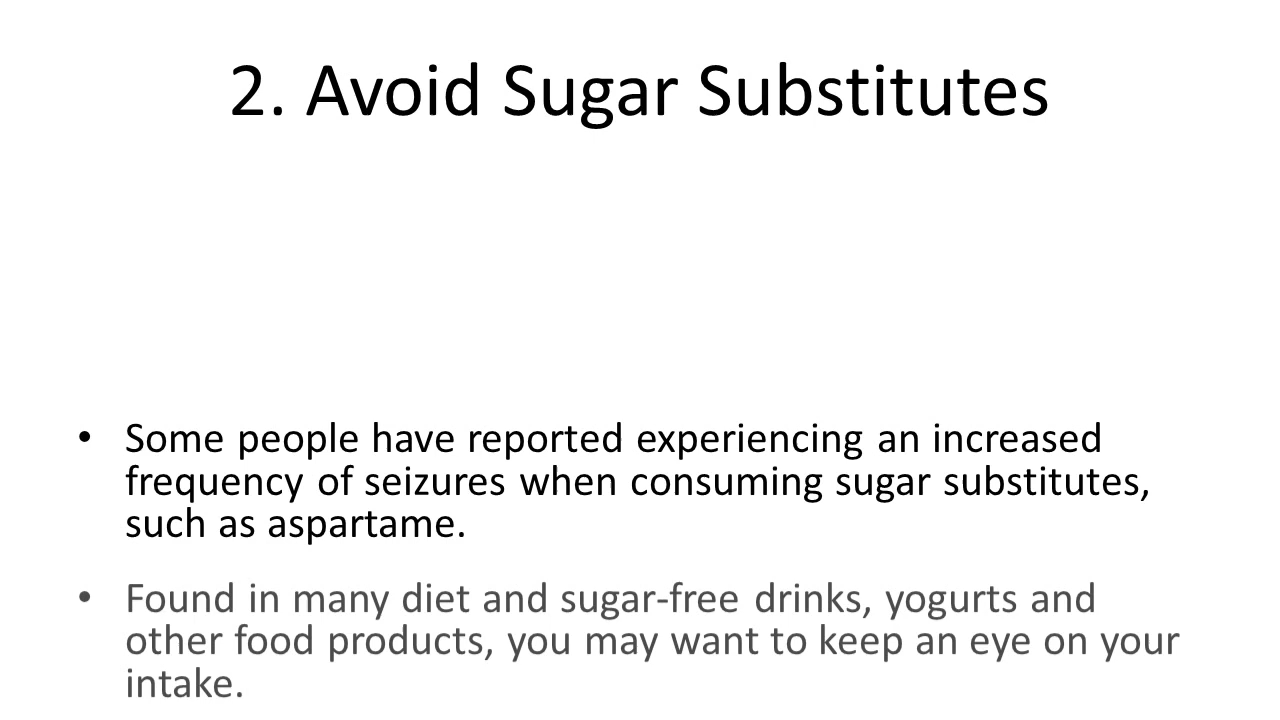 2. Avoid Sugar Substitutes
• Some people have reported experiencing an increased
frequency of seizures when consuming sugar substitutes,
such as aspartame.
• Found in many diet and sugar-free drinks, yogurts and
other food products, you may want to keep an eye on your
intake.